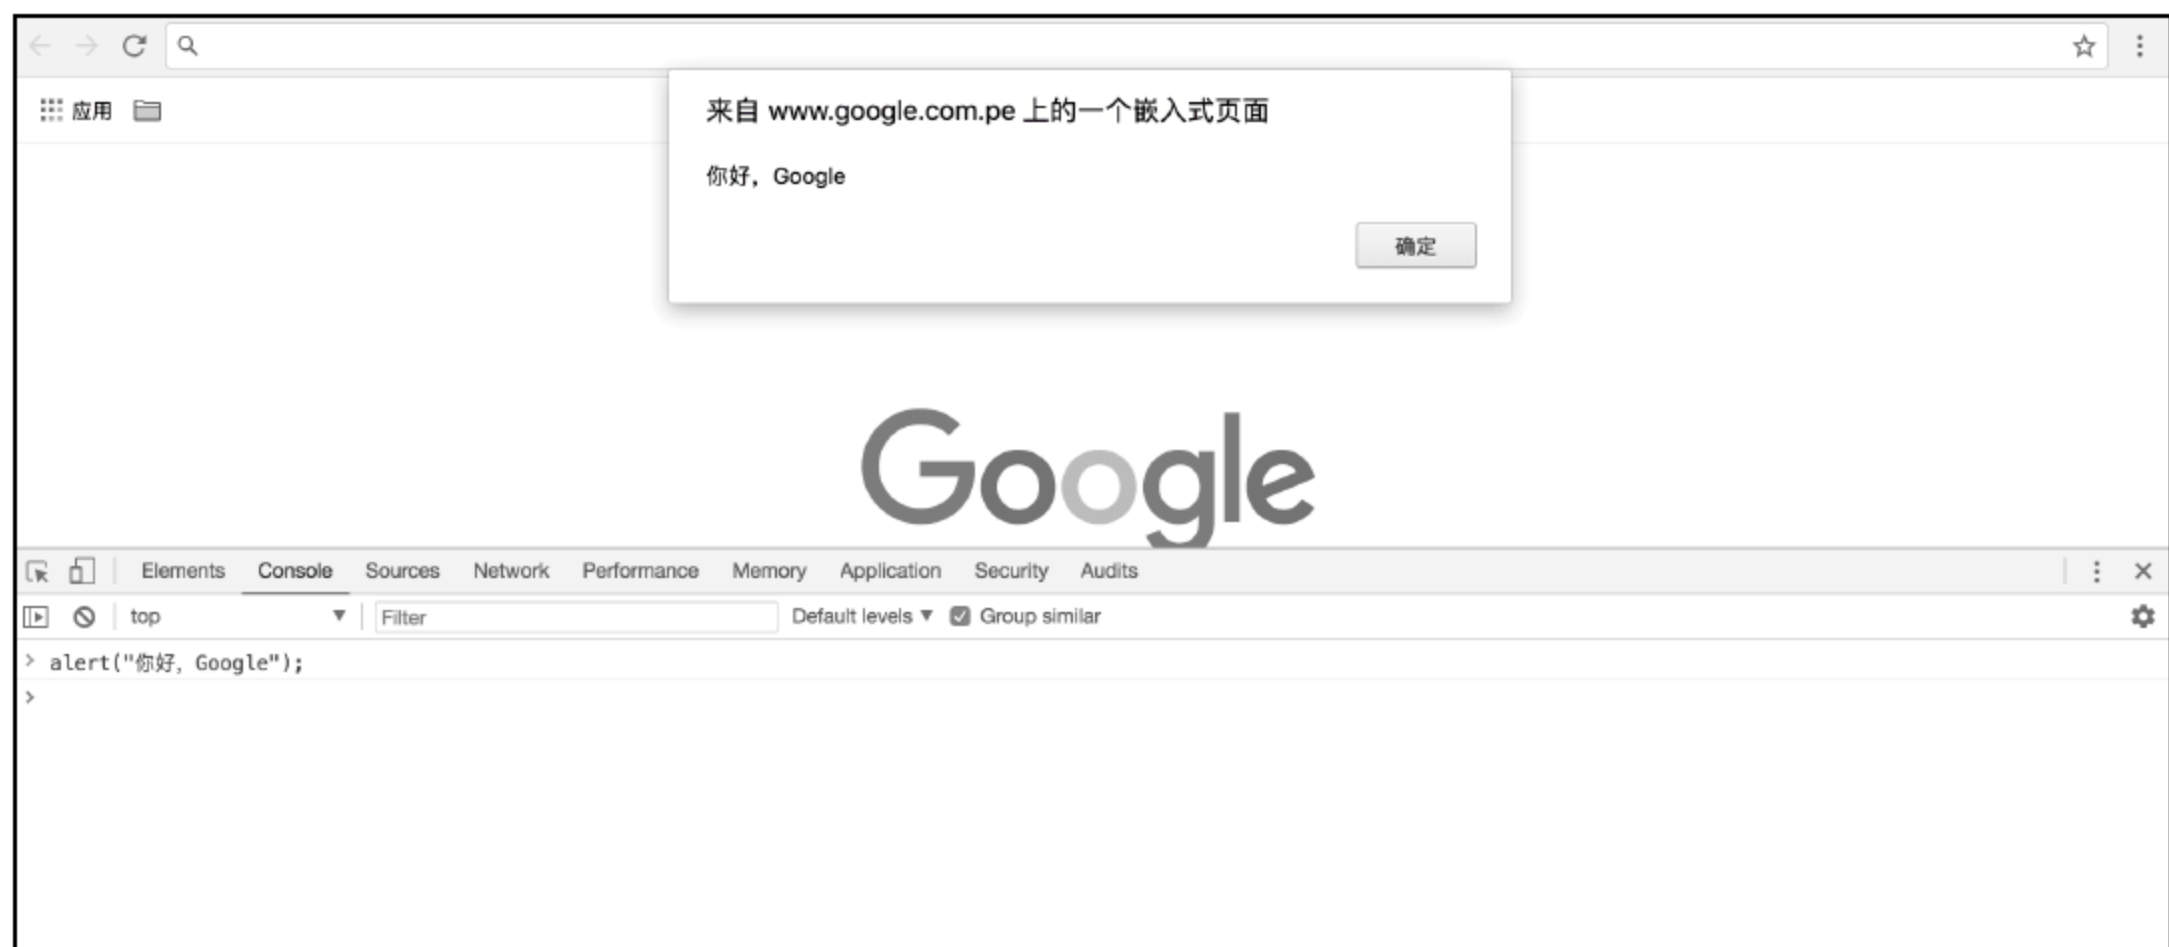 应用
来自 www.google.com.pe 上的一个嵌入式页面
你好，Google
确定
Google
Elements Console Sources Network Performance Memory Application Security Audits
top Filter Default levels Group similar
alert("你好，Google");